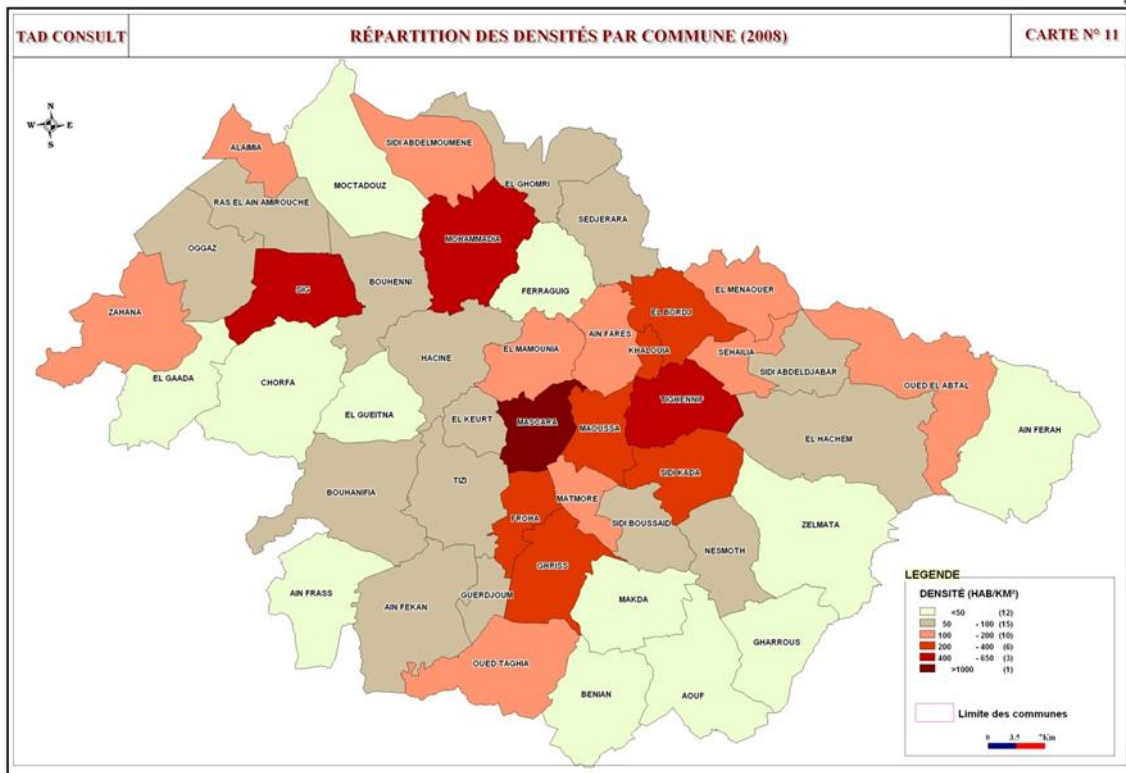 TAD CONSULT
RÉPARTITION DES DENSITÉS PAR COMMUNE (2008)
CARTE N° 11
N
W E
S
ALAIMIA
SIDI ABDELMOUMENE
MOCTADOUZ
EL GHOMRI
RAS EL AIN AMIROUCHE
SEDJERARA
OGGAZ
MOHAMMADIA
BOUHENNI
SIG
FERRAGUIG
EL MENAOUER
ZAHANA
EL BORDJ
AIN FARES
EL MAMOUNIA
KHALOUIA
SEHAILIA
HACINE
SIDI ABDELDJABAR
EL GAADA
CHORFA
OUED EL ABTAL
EL GUEITNA
EL KEURT
MASCARA
MAOUSSA
TIGHENNIF
AIN FERAH
EL HACHEM
SIDI KADA
TIZI
BOUHANIFIA
MATMORE
FROHA
SIDI BOUSSAID
ZELMATA
NESMOTH
GHRISS
AIN FRASS
AIN FEKAN
GUERDJOUM
MAKDA
GHARROUS
OUED TAGHIA
BENIAN
AOUF
LEGENDE
DENSITÉ (HAB/KM²)
<50 (12)
50 - 100 (15)
100 - 200 (10)
200 - 400 (6)
400 - 650 (3)
>1000 (1)
Limite des communes
0 3.5 7Km